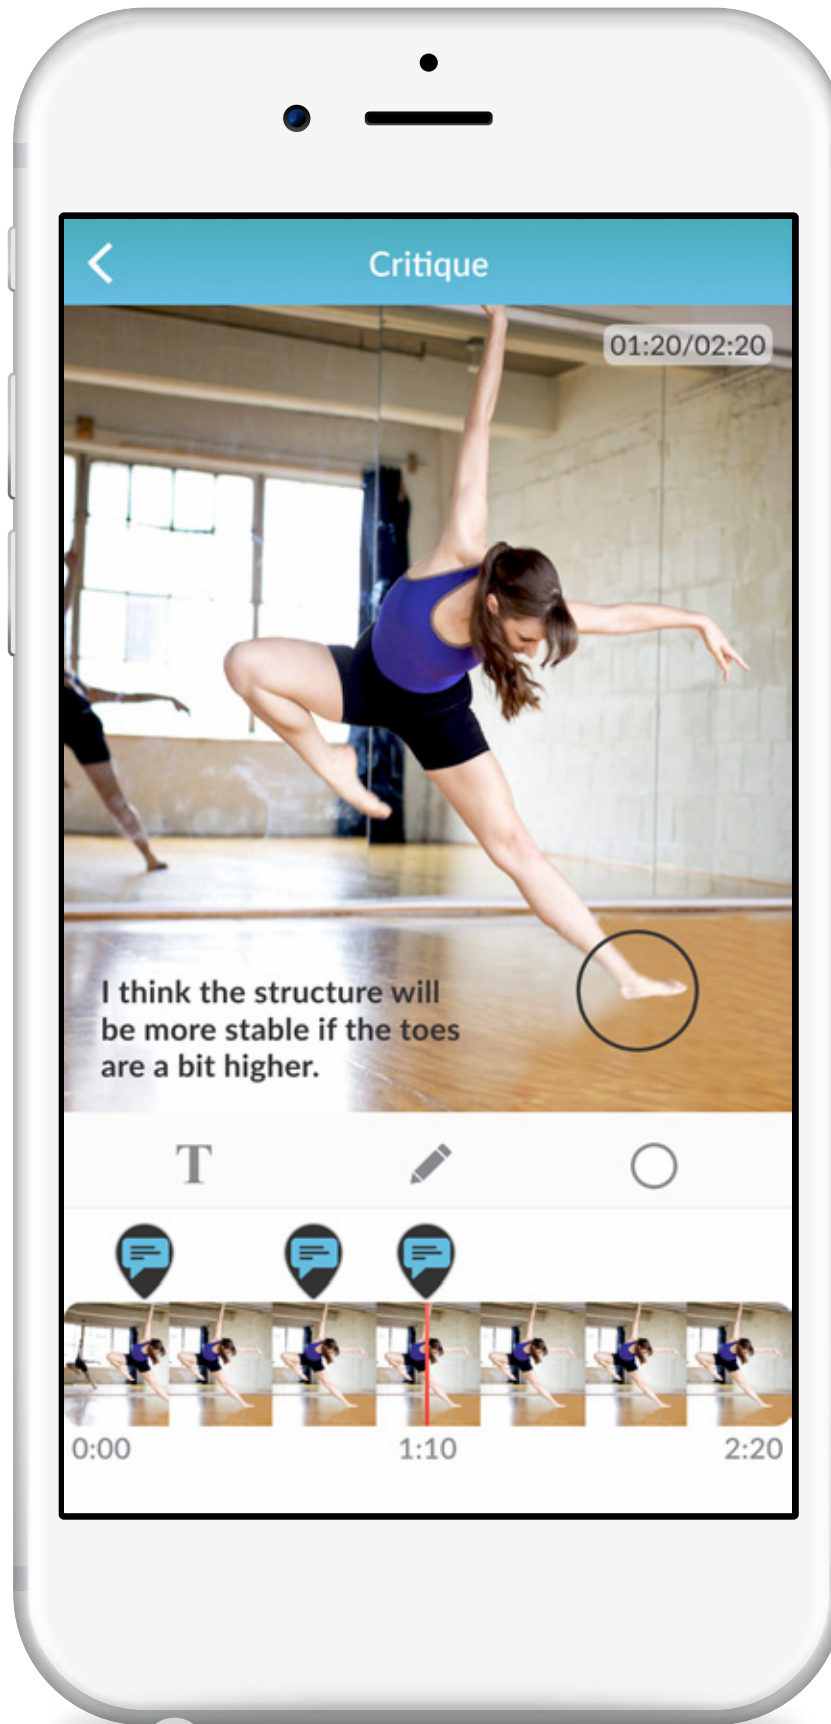 Critique
01:20/02:20
I think the structure will
be more stable if the toes
are a bit higher.
T
0:00
1:10
2:20